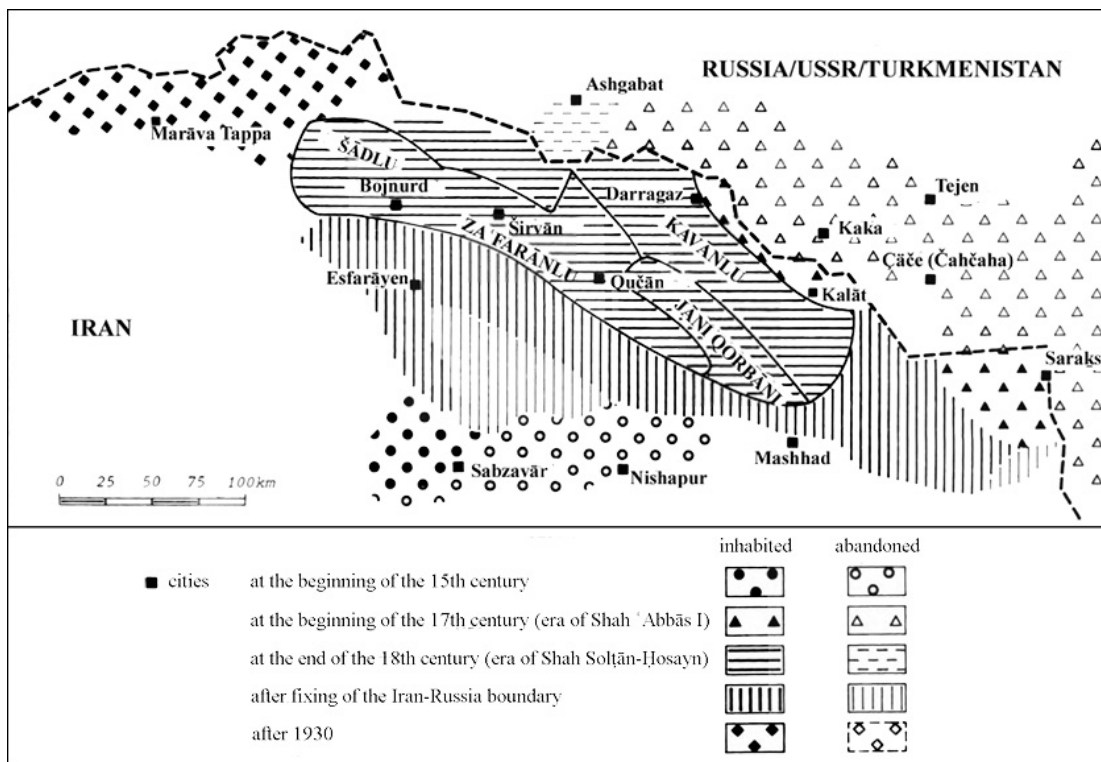 RUSSIA/USSR/TURKMENISTAN
Ashgabat
Marāva Tappa
ŠĀDLU
Bojnurd
Širvān
Darragaz
Tejen
Kaka
KAVĀNLU
ZAʿFARĀNLU
Čāče (Čahčaha)
Esfarāyen
Qučān
Kalāt
IRAN
JĀNI QORBĀNI
Saraks
Mashhad
Sabzavār
Nishapur
0 25 50 75 100km
inhabited abandoned
cities at the beginning of the 15th century
at the beginning of the 17th century (era of Shah ʿAbbās I)
at the end of the 18th century (era of Shah Solṭān-Ḥosayn)
after fixing of the Iran-Russia boundary
after 1930